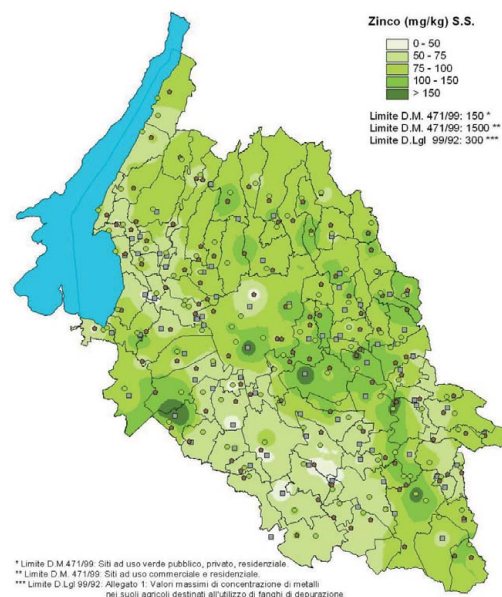 Zinco (mg/kg) S.S.
0 - 50
50 - 75
75 - 100
100 - 150
> 150
Limite D.M. 471/99: 150 *
Limite D.M. 471/99: 1500 **
Limite D.Lgl 99/92: 300 ***
* Limite D.M.471/99: Siti ad uso verde pubblico, privato, residenziale.
** Limite D.M. 471/99: Siti ad uso commerciale e residenziale.
*** Limite D.Lgl 99/92: Allegato 1: Valori massimi di concentrazione di metalli
nei suoli agricoli destinati all'utilizzo di fanghi di depurazione.